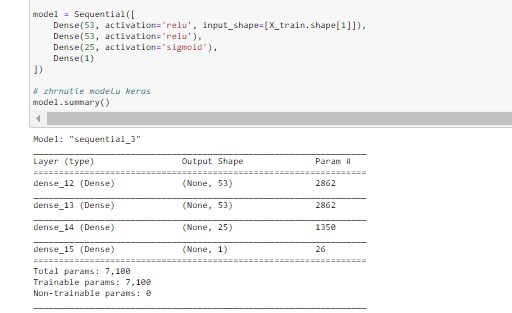 model = Sequential([
Dense(53, activation='relu', input_shape=[X_train.shape[1]]),
Dense(53, activation='relu'),
Dense(25, activation='sigmoid'),
Dense(1)
])
# zhrnutie modelu keras
model.summary()
Model: "sequential_3"
Layer (type) Output Shape Param #
dense_12 (Dense) (None, 53) 2862
dense_13 (Dense) (None, 53) 2862
dense_14 (Dense) (None, 25) 1350
dense_15 (Dense) (None, 1) 26
Total params: 7,100
Trainable params: 7,100
Non-trainable params: 0